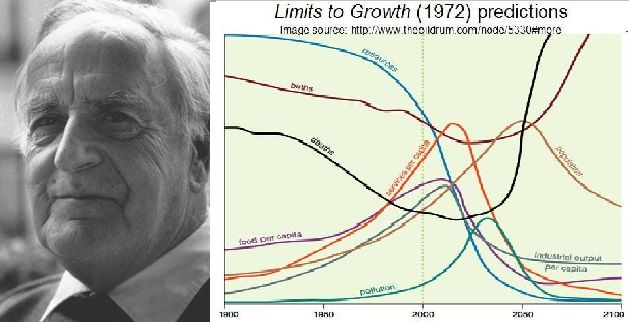 Limits to Growth (1972) predictions
Image source: http://www.theoildrum.com/node/5330#more
resources
births
deaths
services per capita
population
food per capita
industrial output
per capita
pollution
1900 1950 2000 2050 2100